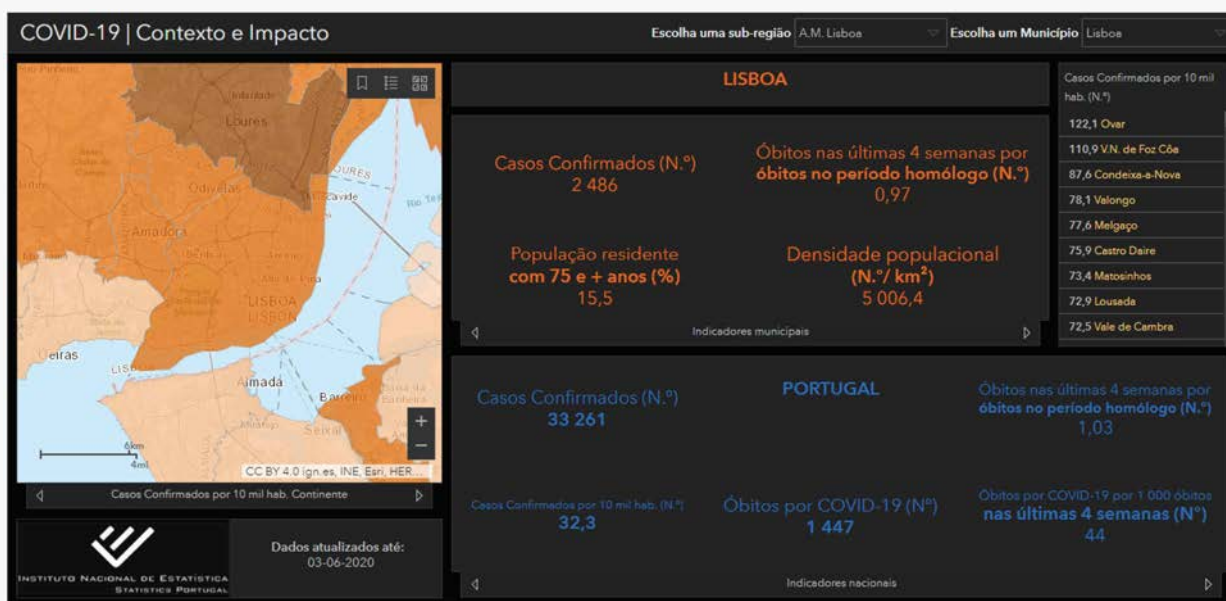 COVID-19 | Contexto e Impacto
Escolha uma sub-região A.M. Lisboa
Escolha um Município Lisboa
Loures
Odivelas
LOURES
Moscavide
Amadora
LISBOA
LISBON
Oeiras
Almada
Barreiro
Seixal
6km
4mi
+
−
CC BY 4.0 ign.es, INE, Esri, HER...
Casos Confirmados por 10 mil hab. Continente
INSTITUTO NACIONAL DE ESTATÍSTICA
STATISTICS PORTUGAL
Dados atualizados até:
03-06-2020
LISBOA
Casos Confirmados (N.º)
2 486
Óbitos nas últimas 4 semanas por
óbitos no período homólogo (N.º)
0,97
População residente
com 75 e + anos (%)
15,5
Densidade populacional
(N.º/ km²)
5 006,4
Indicadores municipais
Casos Confirmados por 10 mil
hab. (N.º)
122,1 Ovar
110,9 V.N. de Foz Côa
87,6 Condeixa-a-Nova
78,1 Valongo
77,6 Melgaço
75,9 Castro Daire
73,4 Matosinhos
72,9 Lousada
72,5 Vale de Cambra
PORTUGAL
Casos Confirmados (N.º)
33 261
Óbitos nas últimas 4 semanas por
óbitos no período homólogo (N.º)
1,03
Casos Confirmados por 10 mil hab. (N.º)
32,3
Óbitos por COVID-19 (Nº)
1 447
Óbitos por COVID-19 por 1 000 óbitos
nas últimas 4 semanas (Nº)
44
Indicadores nacionais